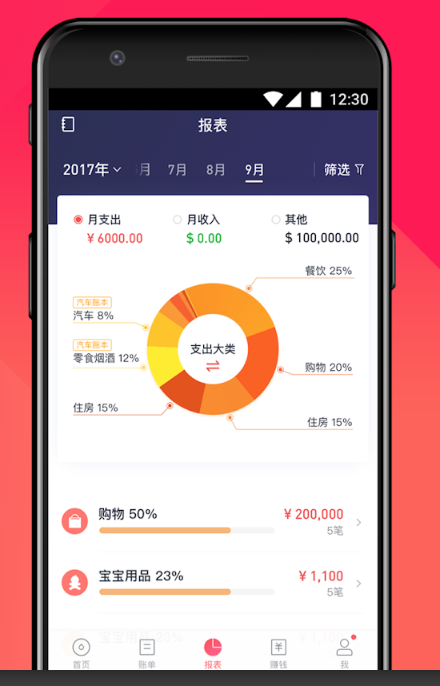 12:30
报表
2017年 月 7月 8月 9月 筛选
月支出 月收入 其他
¥6000.00 $0.00 $100,000.00
餐饮 25%
汽车账本
汽车 8%
汽车账本
零食烟酒 12%
支出大类
购物 20%
住房 15%
住房 15%
购物 50% ¥200,000
5笔
宝宝用品 23% ¥1,100
5笔
首页 账单 报表 赚钱 我